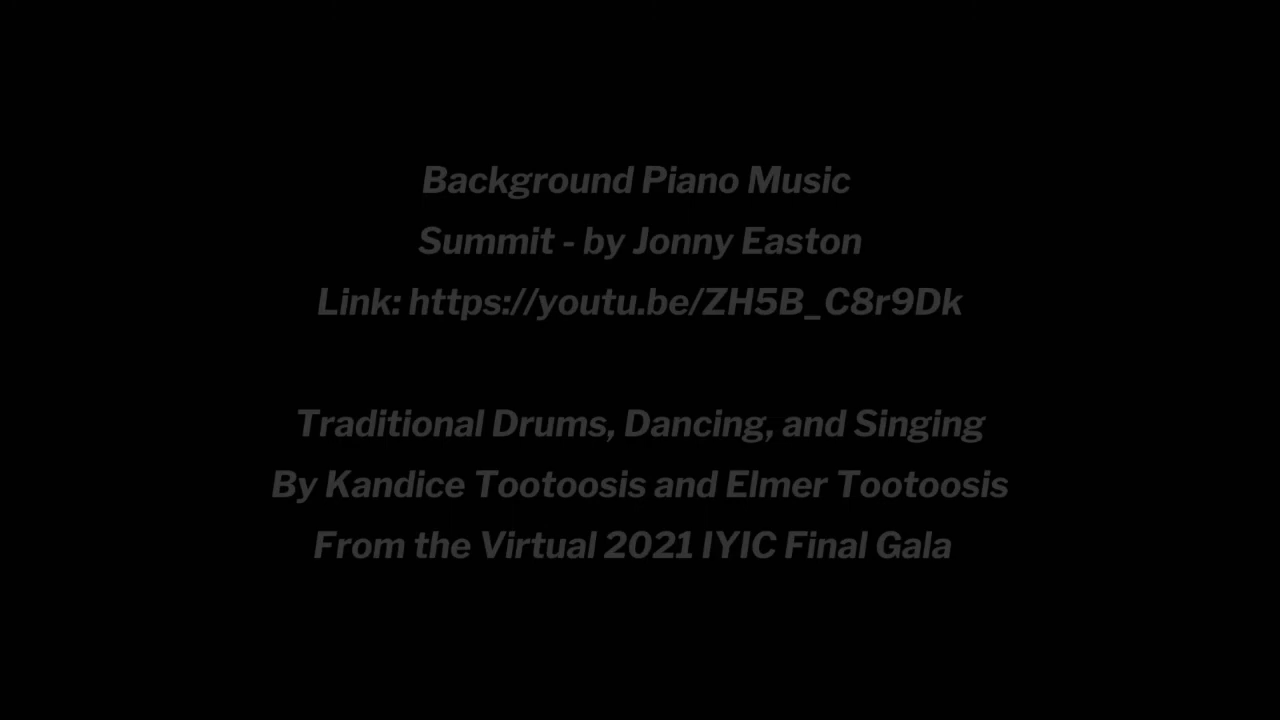 Background Piano Music
Summit - by Jonny Easton
Link: https://youtu.be/ZH5B_C8r9Dk
Traditional Drums, Dancing, and Singing
By Kandice Tootoosis and Elmer Tootoosis
From the Virtual 2021 IYIC Final Gala